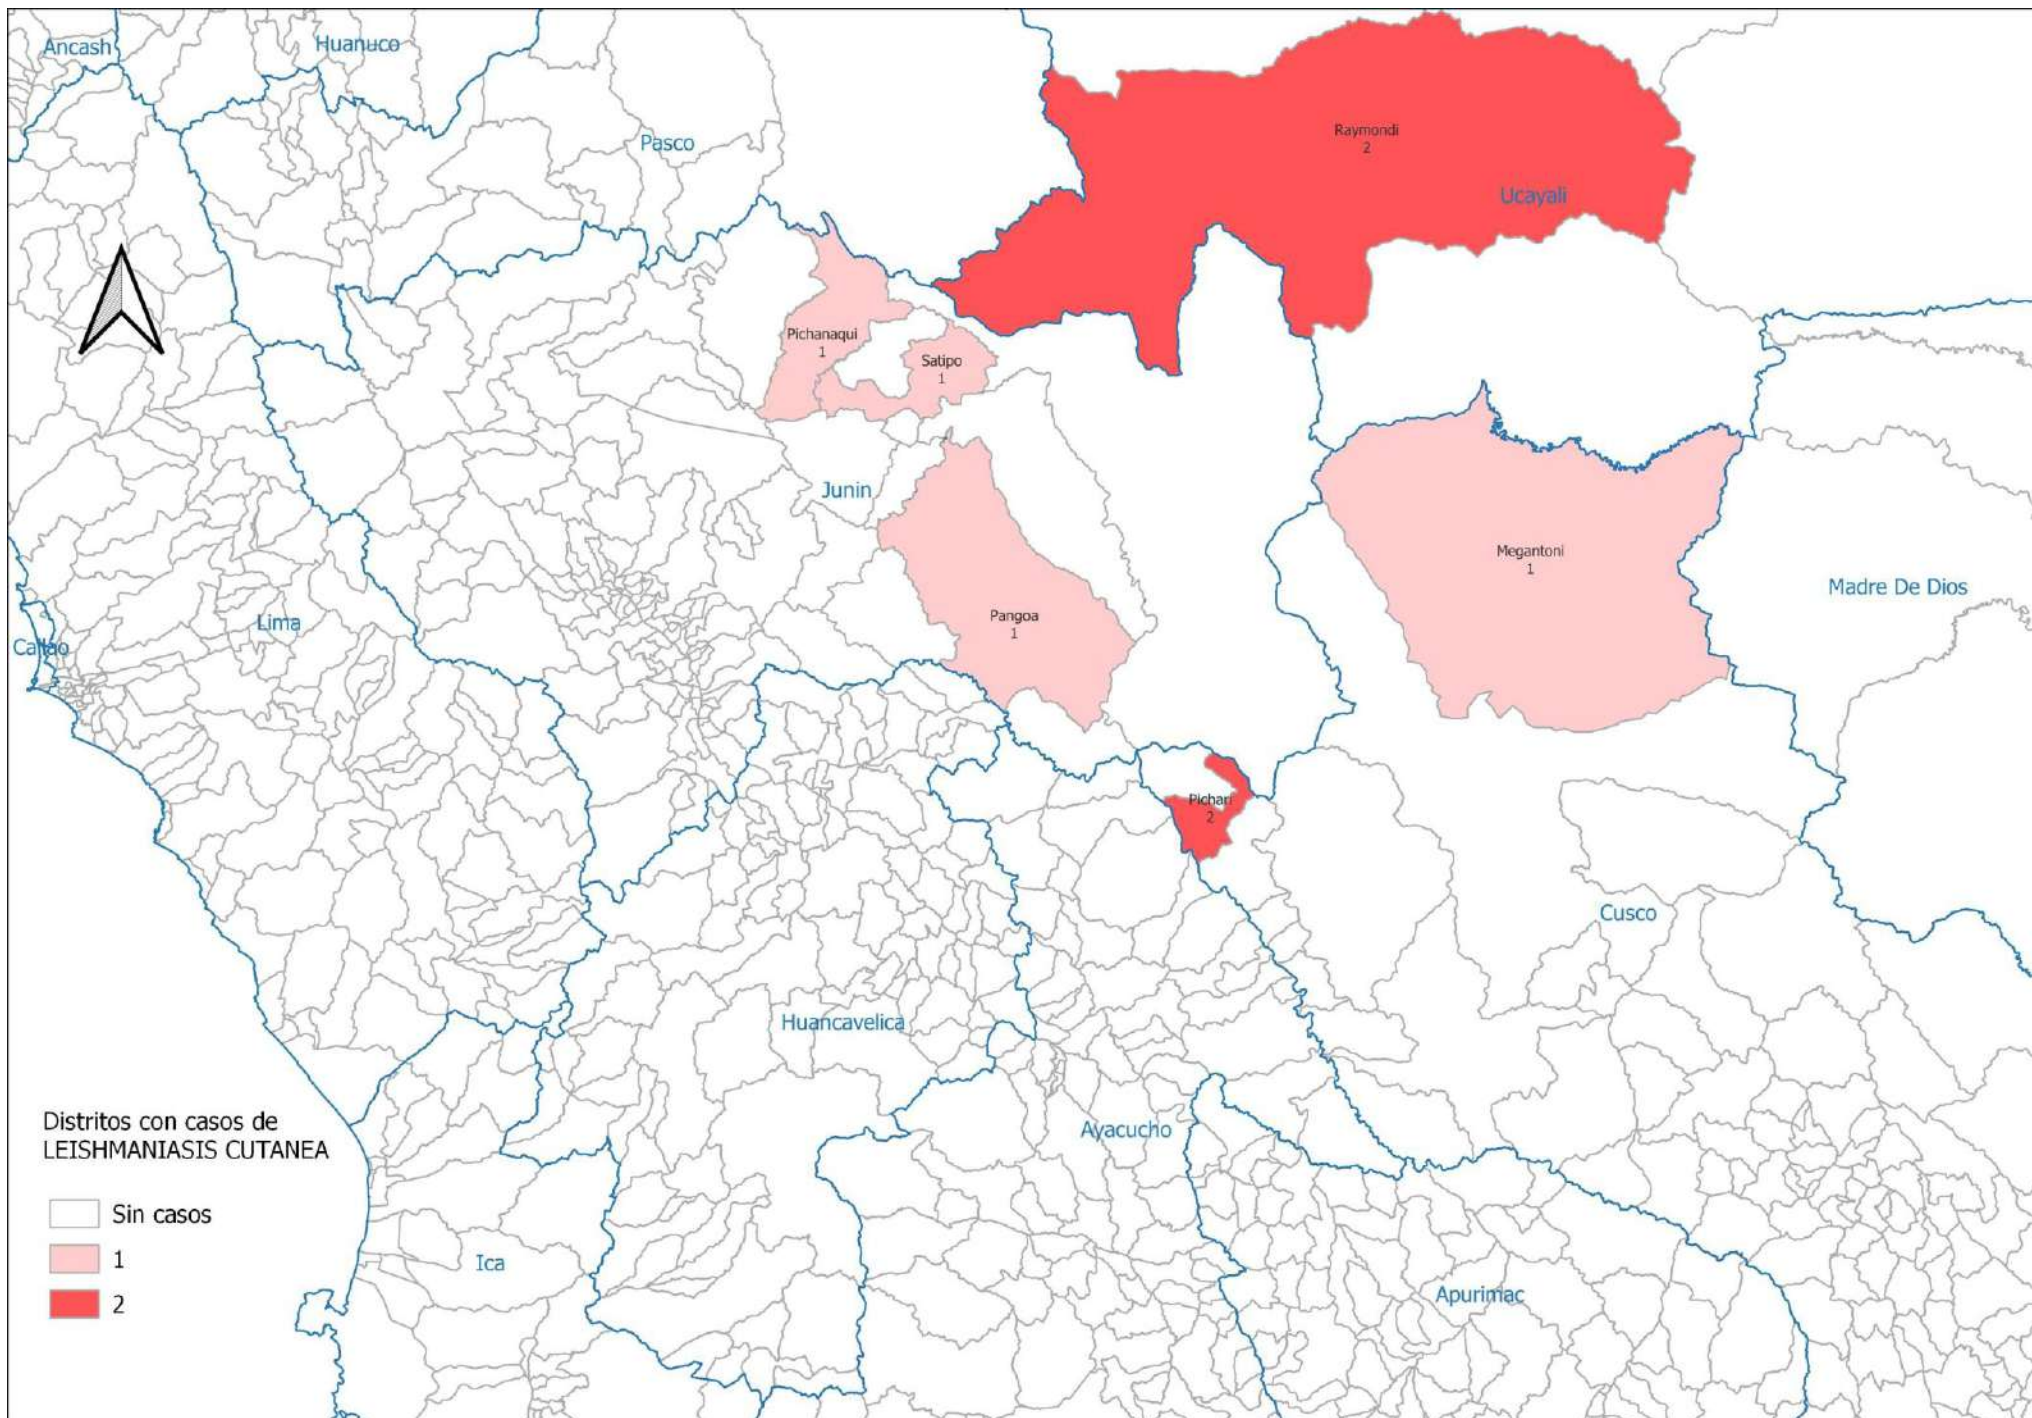 Ancash
Huanuco
Pasco
Raymondi
2
Ucayali
Pichanaqui
1
Satipo
1
Junin
Megantoni
1
Madre De Dios
Pangoa
1
Lima
Callao
Pichari
2
Cusco
Huancavelica
Ayacucho
Distritos con casos de
LEISHMANIASIS CUTANEA
Sin casos
1
2
Ica
Apurimac